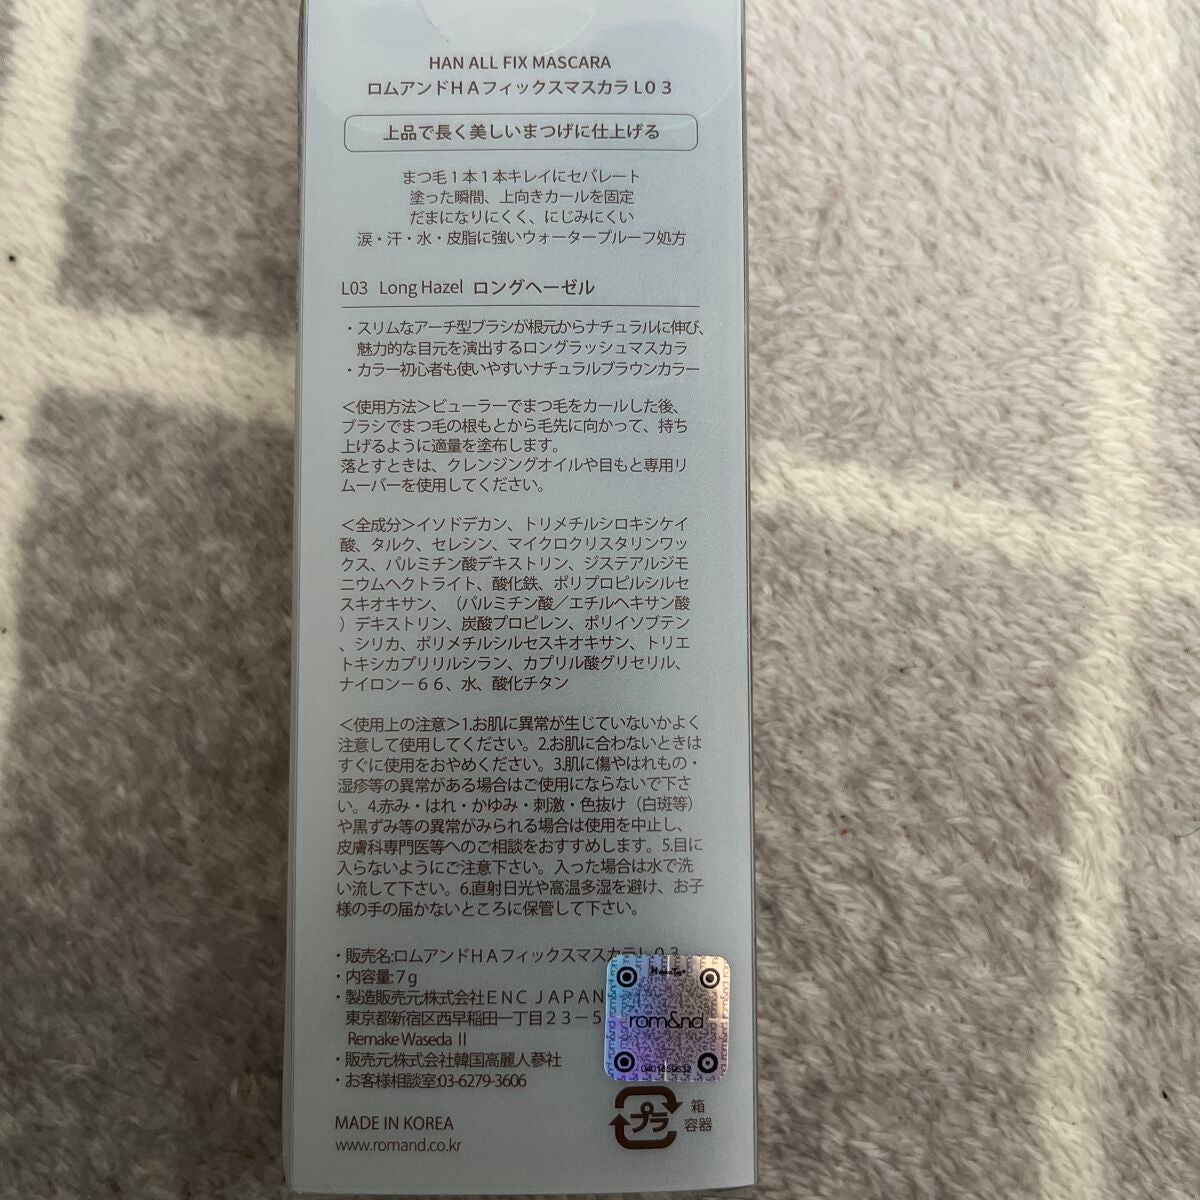 HAN ALL FIX MASCARA
ロムアンドHAフィックスマスカラL03
上品で長く美しいまつげに仕上げる
まつ毛1本1本キレイにセパレート
塗った瞬間、上向きカールを固定
だまになりにくく、にじみにくい
涙・汗・水・皮脂に強いウォータープルーフ処方
L03 Long Hazel ロングヘーゼル
・スリムなアーチ型ブラシが根元からナチュラルに伸び、
魅力的な目元を演出するロングラッシュマスカラ
・カラー初心者も使いやすいナチュラルブラウンカラー
＜使用方法＞ビューラーでまつ毛をカールした後、
ブラシでまつ毛の根もとから毛先に向かって、持ち
上げるように適量を塗布します。
落とすときは、クレンジングオイルや目もと専用リ
ムーバーを使用してください。
＜全成分＞イソドデカン、トリメチルシロキシケイ
酸、タルク、セレシン、マイクロクリスタリンワッ
クス、パルミチン酸デキストリン、ジステアルジモ
ニウムヘクトライト、酸化鉄、ポリプロピルシルセ
スキオキサン、（パルミチン酸／エチルヘキサン酸
）デキストリン、炭酸プロピレン、ポリイソブテン
、シリカ、ポリメチルシルセスキオキサン、トリエ
トキシカプリリルシラン、カプリル酸グリセリル、
ナイロン－66、水、酸化チタン
＜使用上の注意＞1.お肌に異常が生じていないかよく
注意して使用してください。2.お肌に合わないときは
すぐに使用をおやめください。3.肌に傷やはれもの・
湿疹等の異常がある場合はご使用にならないで下さ
い。4.赤み・はれ・かゆみ・刺激・色抜け（白斑等）
や黒ずみ等の異常がみられる場合は使用を中止し、
皮膚科専門医等へのご相談をおすすめします。5.目に
入らないようにご注意下さい。入った場合は水で洗
い流して下さい。6.直射日光や高温多湿を避け、お子
様の手の届かないところに保管して下さい。
・販売名:ロムアンドHAフィックスマスカラL03
・内容量:7g
・製造販売元:株式会社ENC JAPAN
東京都新宿区西早稲田一丁目23－5
Remake Waseda II
・販売元:株式会社韓国高麗人蔘社
・お客様相談室:03-6279-3606
rom&nd
0401859632
プラ
箱
容器
MADE IN KOREA
www.romand.co.kr